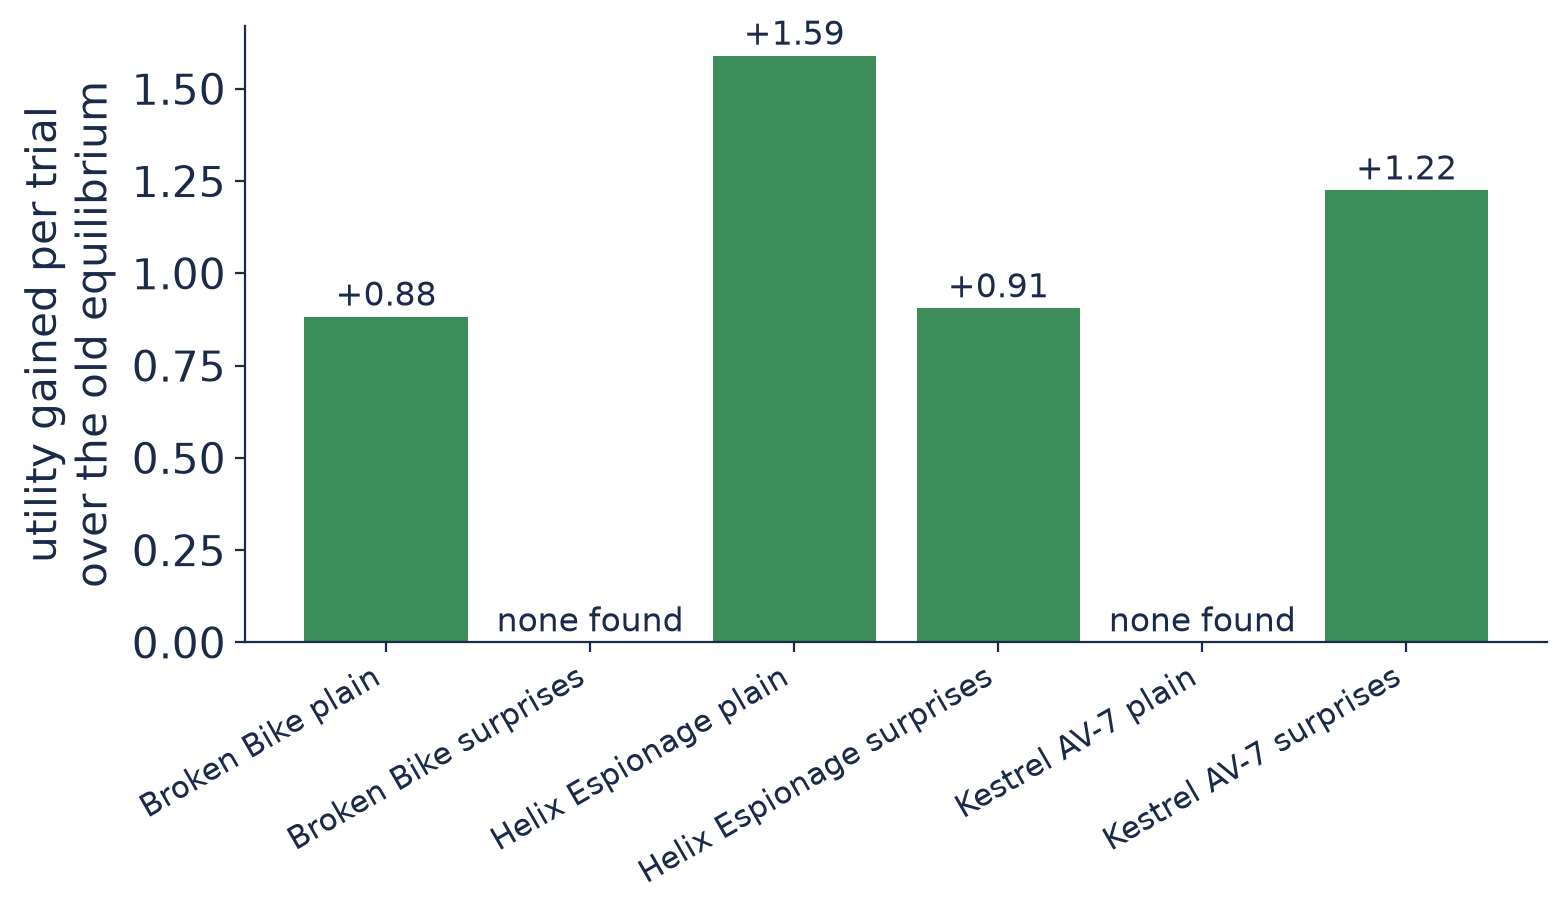 utility gained per trial
over the old equilibrium
1.50
1.25
1.00
0.75
0.50
0.25
0.00
+0.88
none found
+1.59
+0.91
none found
+1.22
Broken Bike plain
Broken Bike surprises
Helix Espionage plain
Helix Espionage surprises
Kestrel AV-7 plain
Kestrel AV-7 surprises